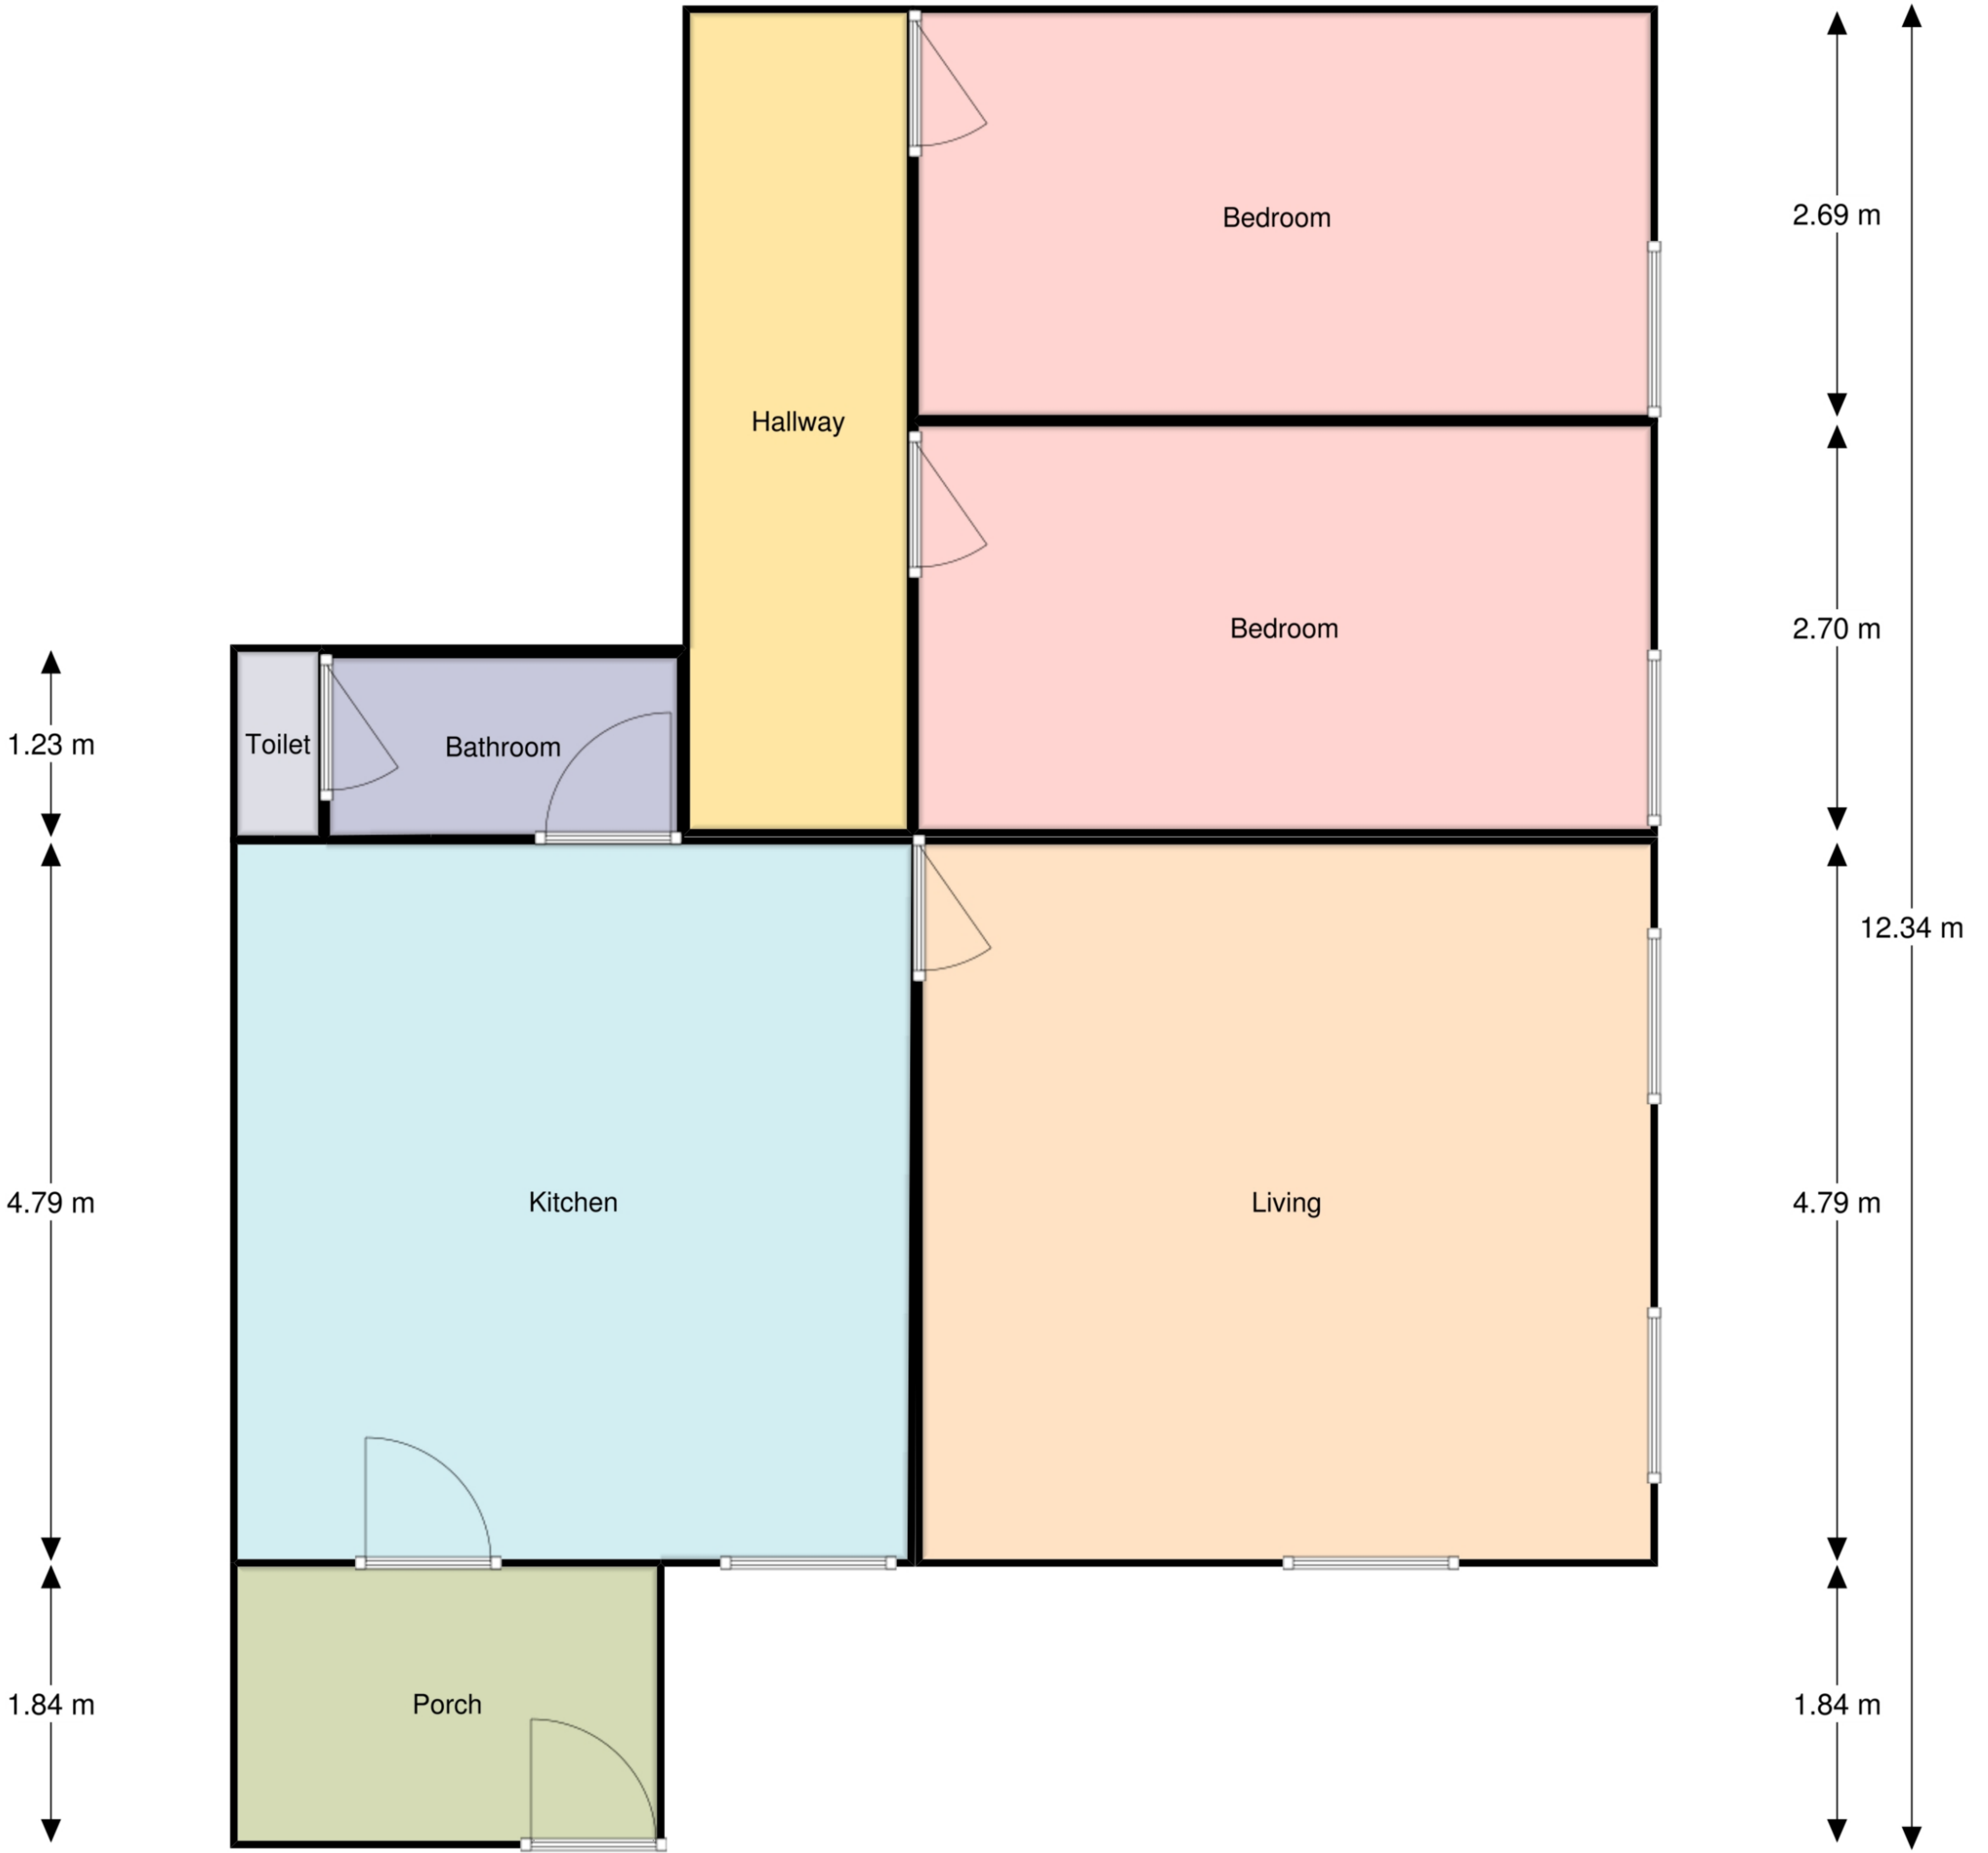 Bedroom
2.69 m
Hallway
Bedroom
2.70 m
1.23 m
Toilet
Bathroom
12.34 m
4.79 m
Kitchen
Living
4.79 m
1.84 m
Porch
1.84 m